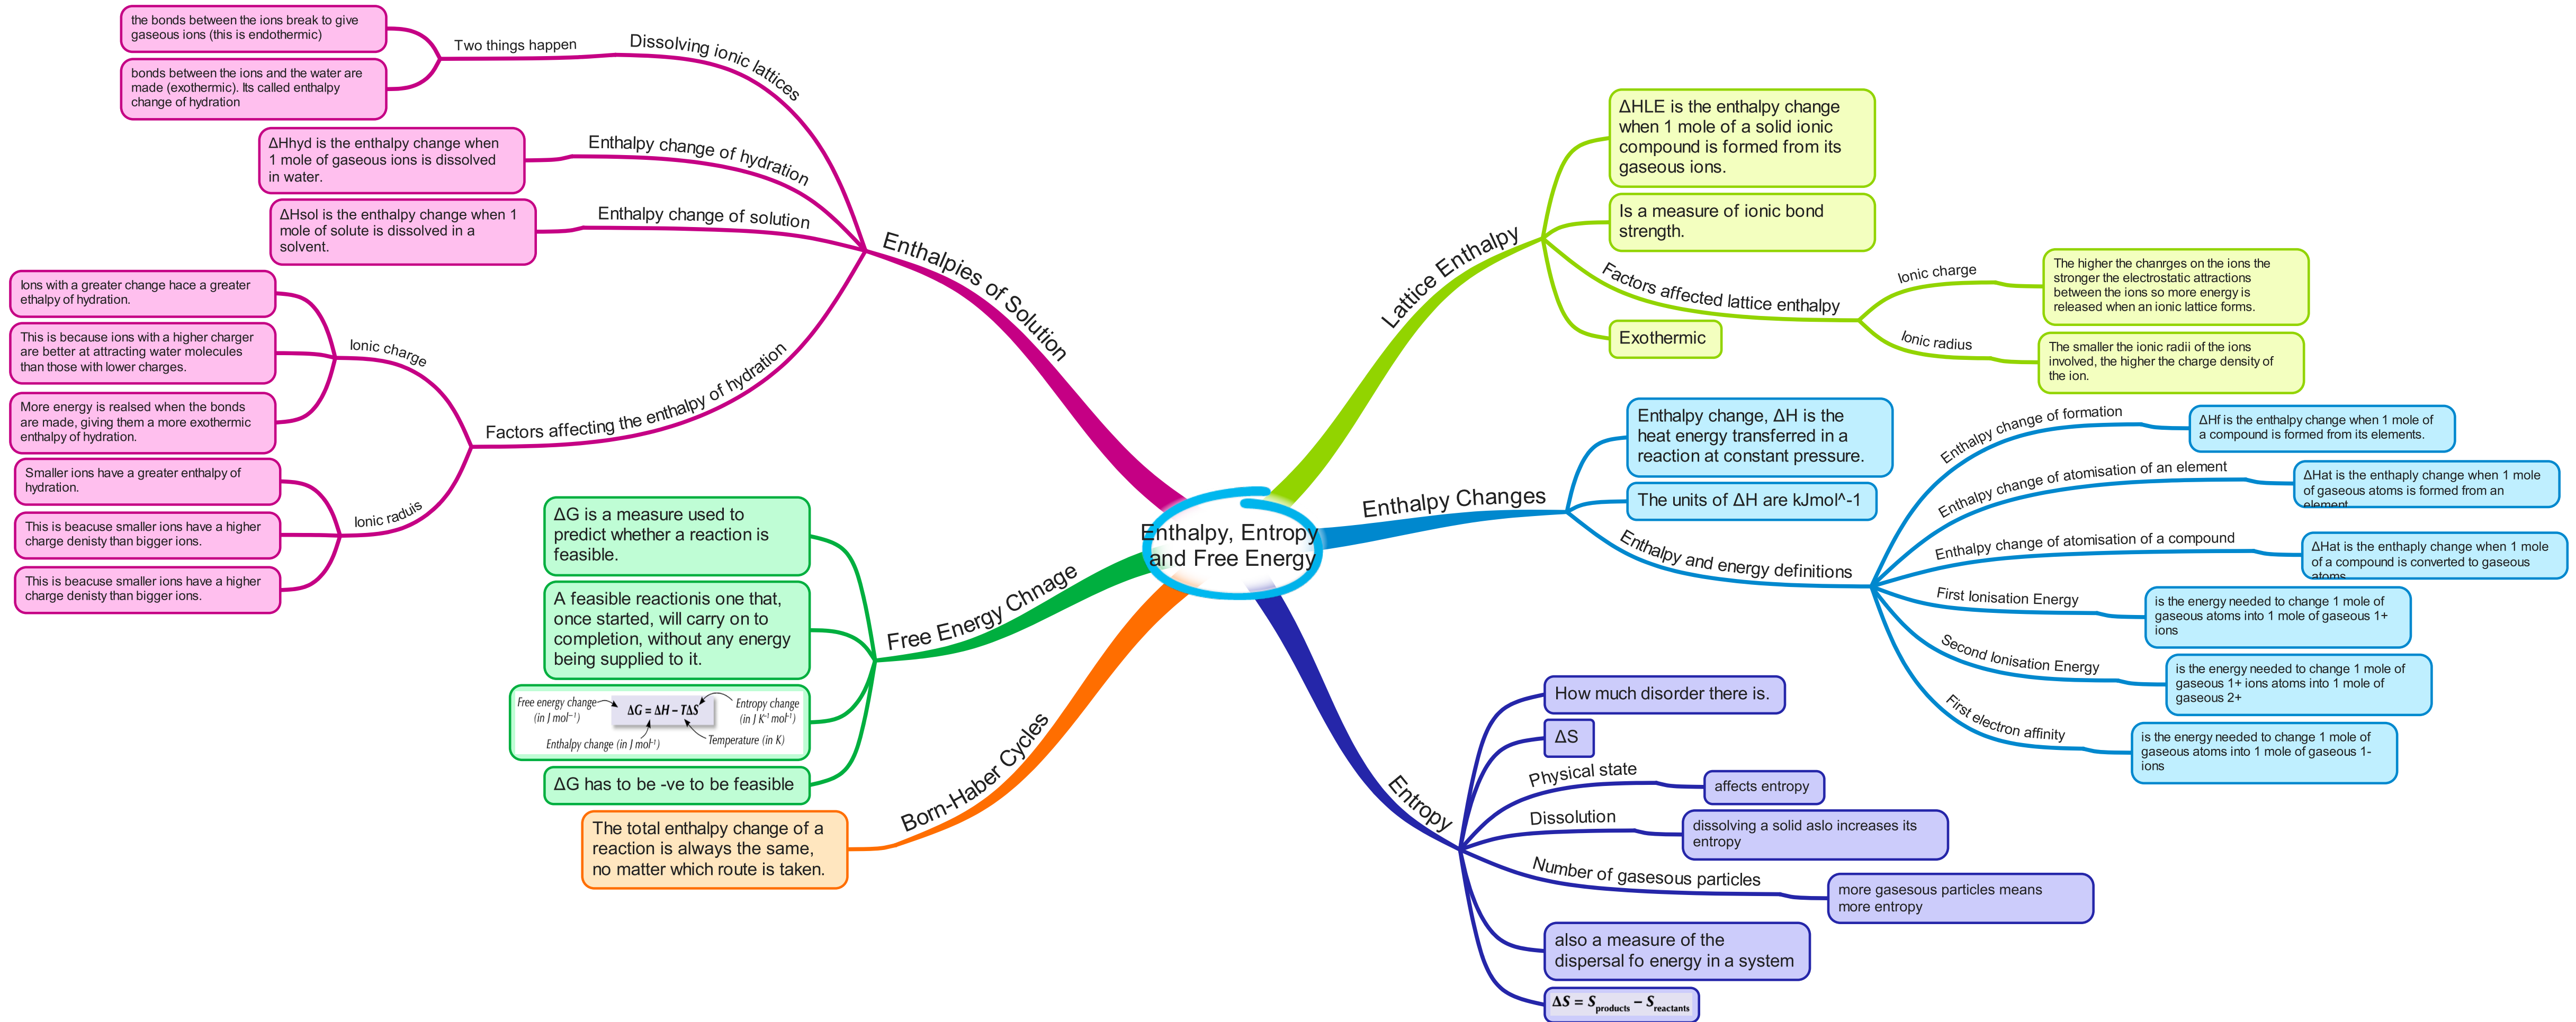 Enthalpy, Entropy
and Free Energy
Enthalpies of Solution
Dissolving ionic lattices
Two things happen
the bonds between the ions break to give
gaseous ions (this is endothermic)
bonds between the ions and the water are
made (exothermic). Its called enthalpy
change of hydration
Enthalpy change of hydration
ΔHhyd is the enthalpy change when
1 mole of gaseous ions is dissolved
in water.
Enthalpy change of solution
ΔHsol is the enthalpy change when 1
mole of solute is dissolved in a
solvent.
Factors affecting the enthalpy of hydration
Ionic charge
Ions with a greater change hace a greater
ethalpy of hydration.
This is because ions with a higher charger
are better at attracting water molecules
than those with lower charges.
More energy is realsed when the bonds
are made, giving them a more exothermic
enthalpy of hydration.
Ionic raduis
Smaller ions have a greater enthalpy of
hydration.
This is beacuse smaller ions have a higher
charge denisty than bigger ions.
This is beacuse smaller ions have a higher
charge denisty than bigger ions.
Free Energy Chnage
ΔG is a measure used to
predict whether a reaction is
feasible.
A feasible reactionis one that,
once started, will carry on to
completion, without any energy
being supplied to it.
Free energy change
(in J mol⁻¹)
ΔG = ΔH – TΔS
Entropy change
(in J K⁻¹ mol⁻¹)
Enthalpy change (in J mol⁻¹)
Temperature (in K)
ΔG has to be -ve to be feasible
Born-Haber Cycles
The total enthalpy change of a
reaction is always the same,
no matter which route is taken.
Lattice Enthalpy
ΔHLE is the enthalpy change
when 1 mole of a solid ionic
compound is formed from its
gaseous ions.
Is a measure of ionic bond
strength.
Factors affected lattice enthalpy
Ionic charge
The higher the chanrges on the ions the
stronger the electrostatic attractions
between the ions so more energy is
released when an ionic lattice forms.
Ionic radius
The smaller the ionic radii of the ions
involved, the higher the charge density of
the ion.
Exothermic
Enthalpy Changes
Enthalpy change, ΔH is the
heat energy transferred in a
reaction at constant pressure.
The units of ΔH are kJmol^-1
Enthalpy and energy definitions
Enthalpy change of formation
ΔHf is the enthalpy change when 1 mole of
a compound is formed from its elements.
Enthalpy change of atomisation of an element
ΔHat is the enthaply change when 1 mole
of gaseous atoms is formed from an
element
Enthalpy change of atomisation of a compound
ΔHat is the enthaply change when 1 mole
of a compound is converted to gaseous
atoms
First Ionisation Energy
is the energy needed to change 1 mole of
gaseous atoms into 1 mole of gaseous 1+
ions
Second Ionisation Energy
is the energy needed to change 1 mole of
gaseous 1+ ions atoms into 1 mole of
gaseous 2+
First electron affinity
is the energy needed to change 1 mole of
gaseous atoms into 1 mole of gaseous 1-
ions
Entropy
How much disorder there is.
ΔS
Physical state
affects entropy
Dissolution
dissolving a solid aslo increases its
entropy
Number of gasesous particles
more gasesous particles means
more entropy
also a measure of the
dispersal fo energy in a system
ΔS = Sproducts – Sreactants